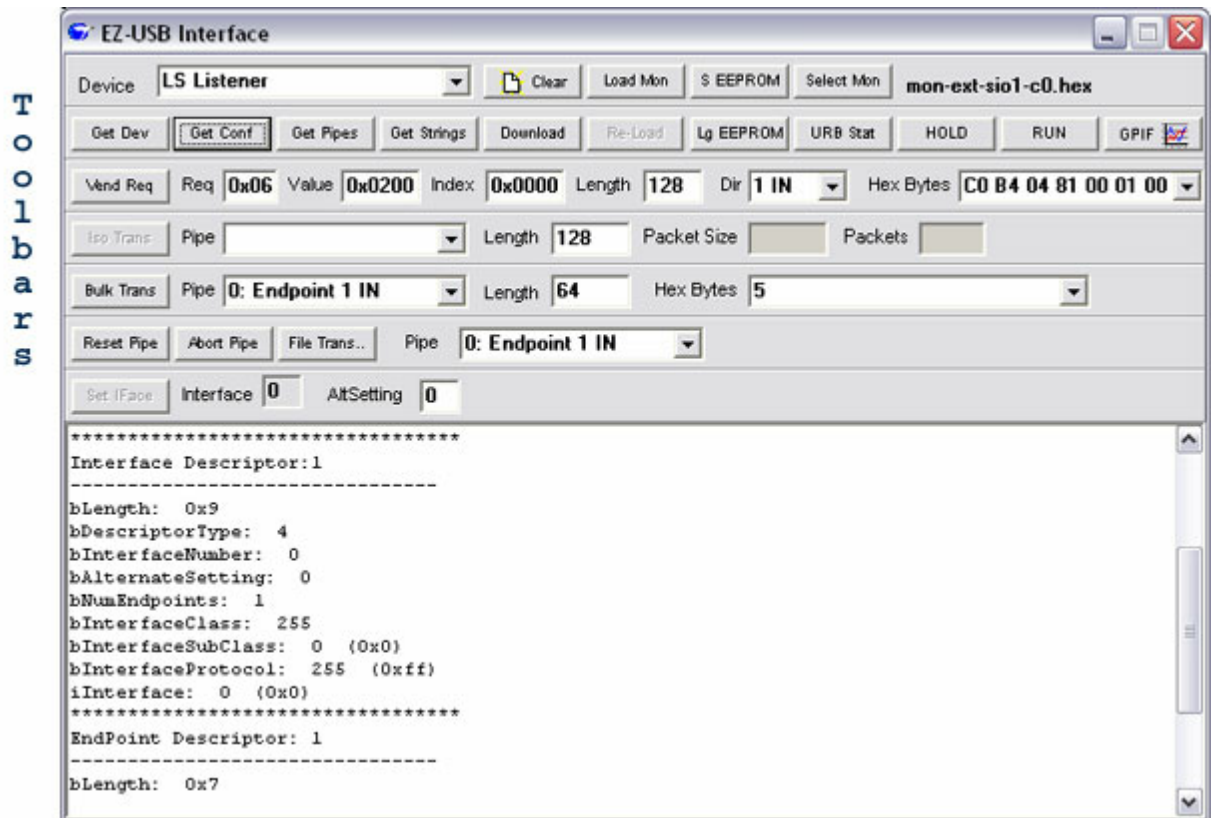 Toolbars
EZ-USB Interface
Device LS Listener Clear Load Mon S EEPROM Select Mon mon-ext-sio1-c0.hex
Get Dev Get Conf Get Pipes Get Strings Download Re-Load Lg EEPROM URB Stat HOLD RUN GPIF
Vend Req Req 0x06 Value 0x0200 Index 0x0000 Length 128 Dir 1 IN Hex Bytes C0 B4 04 81 00 01 00
Iso Trans Pipe Length 128 Packet Size Packets
Bulk Trans Pipe 0: Endpoint 1 IN Length 64 Hex Bytes 5
Reset Pipe Abort Pipe File Trans.. Pipe 0: Endpoint 1 IN
Set IFace Interface 0 AltSetting 0
**********************************
Interface Descriptor:1
--------------------------------
bLength: 0x9
bDescriptorType: 4
bInterfaceNumber: 0
bAlternateSetting: 0
bNumEndpoints: 1
bInterfaceClass: 255
bInterfaceSubClass: 0 (0x0)
bInterfaceProtocol: 255 (0xff)
iInterface: 0 (0x0)
**********************************
EndPoint Descriptor: 1
--------------------------------
bLength: 0x7